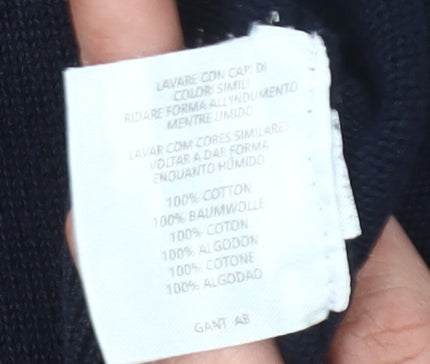 LAVARE CON CAPI DI
COLORI SIMILI
RIDARE FORMA ALL'INDUMENTO
MENTRE UMIDO
LAVAR COM CORES SIMILARES
VOLTAR A DAR FORMA
ENQUANTO HÚMIDO
100% COTTON
100% BAUMWOLLE
100% COTON
100% ALGODON
100% COTONE
100% ALGODAO
GANT AB